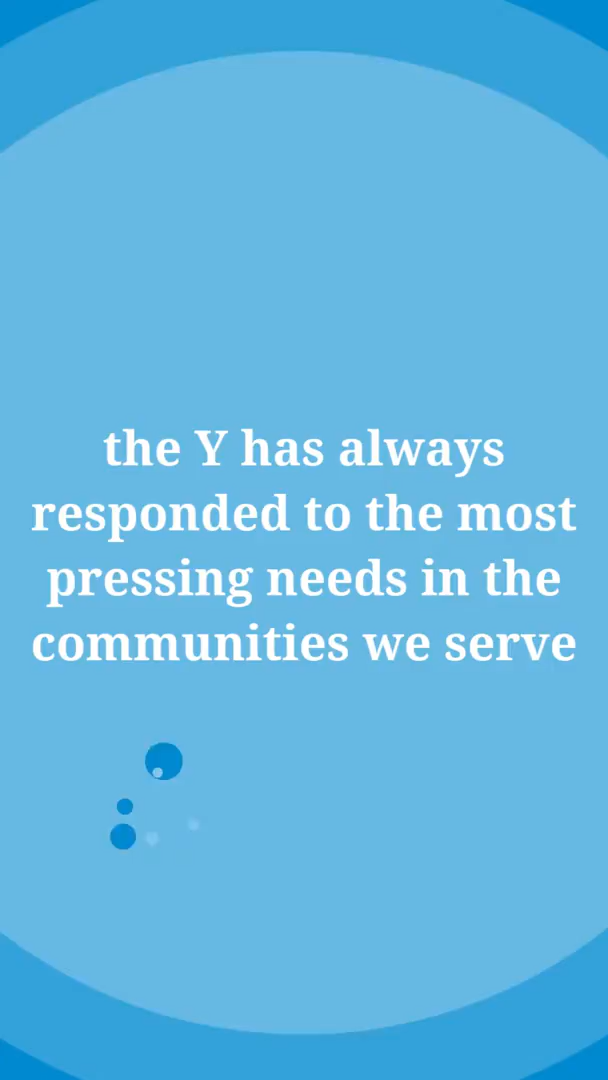 the Y has always
responded to the most
pressing needs in the
communities we serve